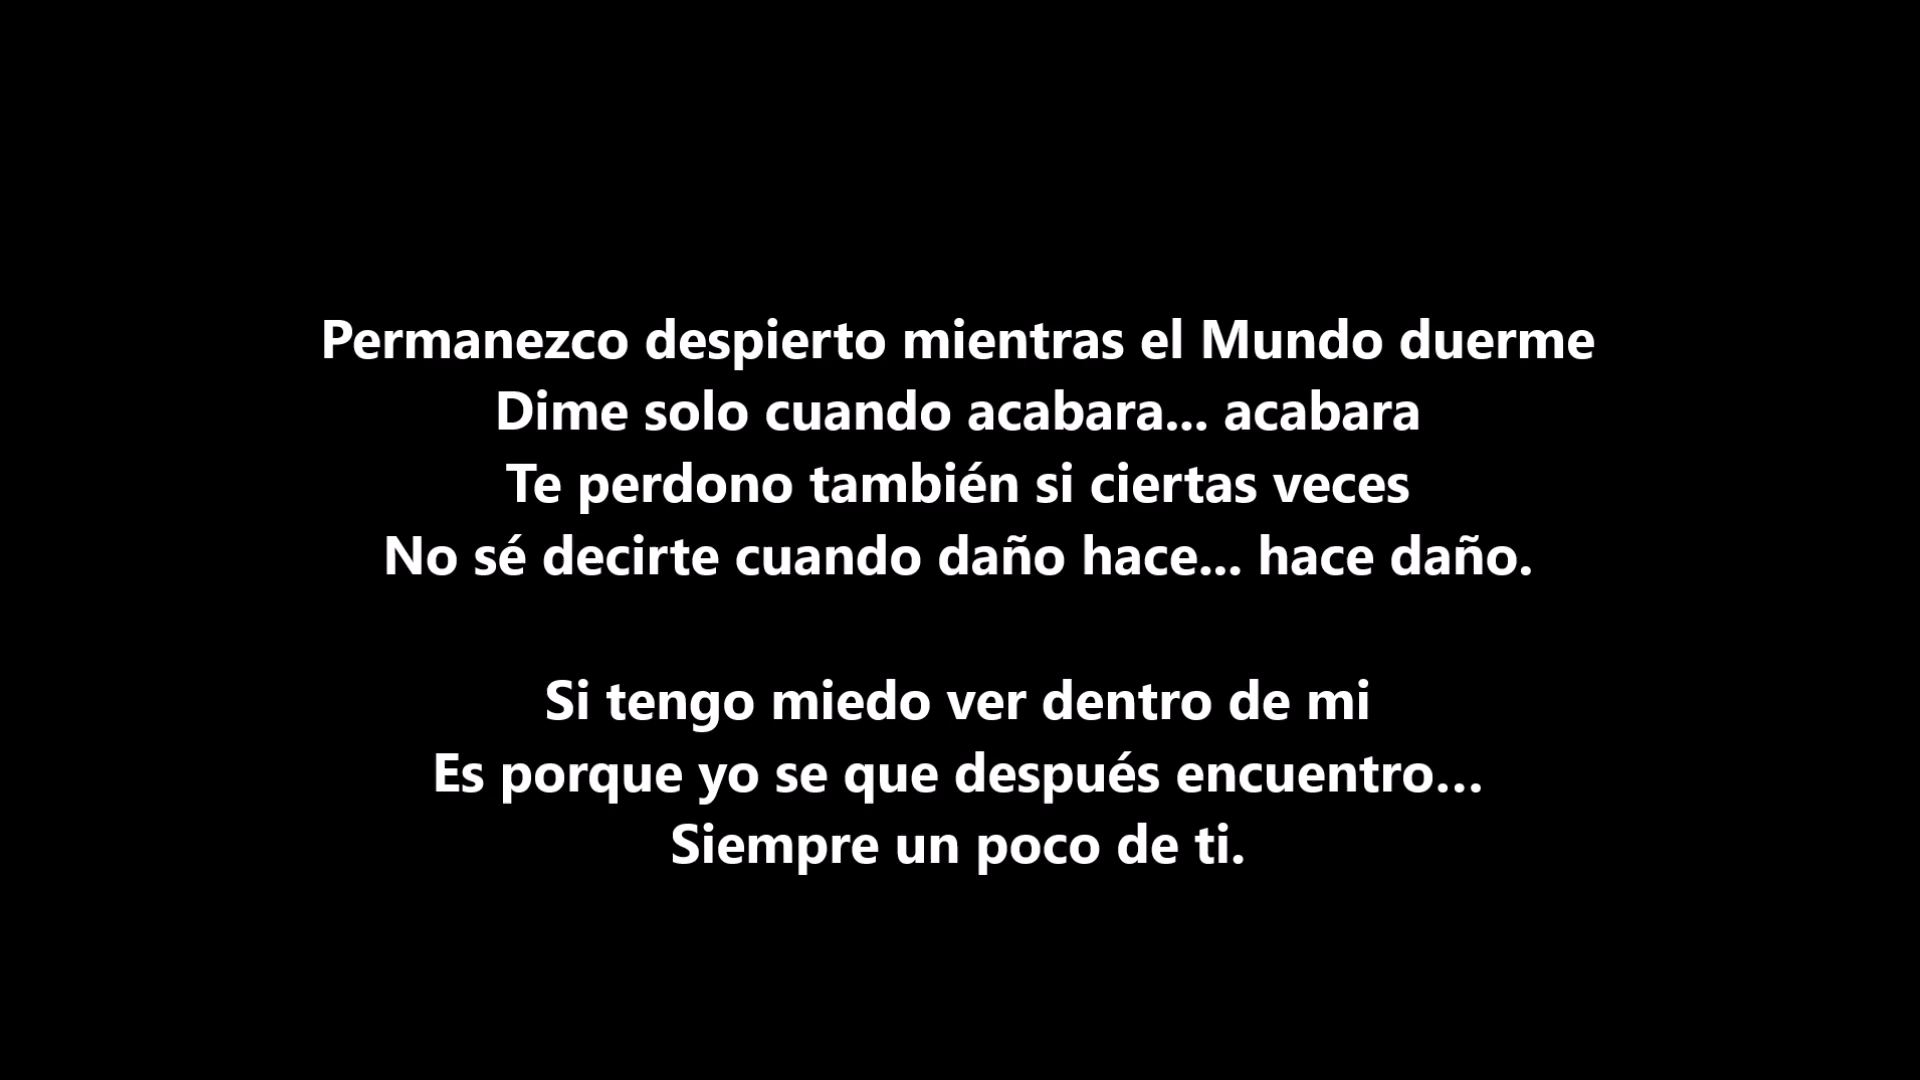 Permanezco despierto mientras el Mundo duerme
Dime solo cuando acabara... acabara
Te perdono también si ciertas veces
No sé decirte cuando daño hace... hace daño.
Si tengo miedo ver dentro de mi
Es porque yo se que después encuentro...
Siempre un poco de ti.